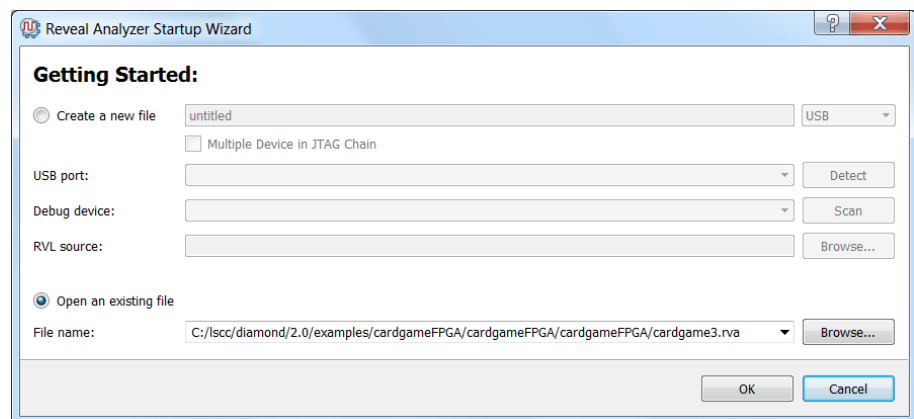 Reveal Analyzer Startup Wizard
Getting Started:
Create a new file untitled USB
Multiple Device in JTAG Chain
USB port: Detect
Debug device: Scan
RVL source: Browse...
Open an existing file
File name: C:/lscc/diamond/2.0/examples/cardgameFPGA/cardgameFPGA/cardgameFPGA/cardgame3.rva Browse...
OK Cancel